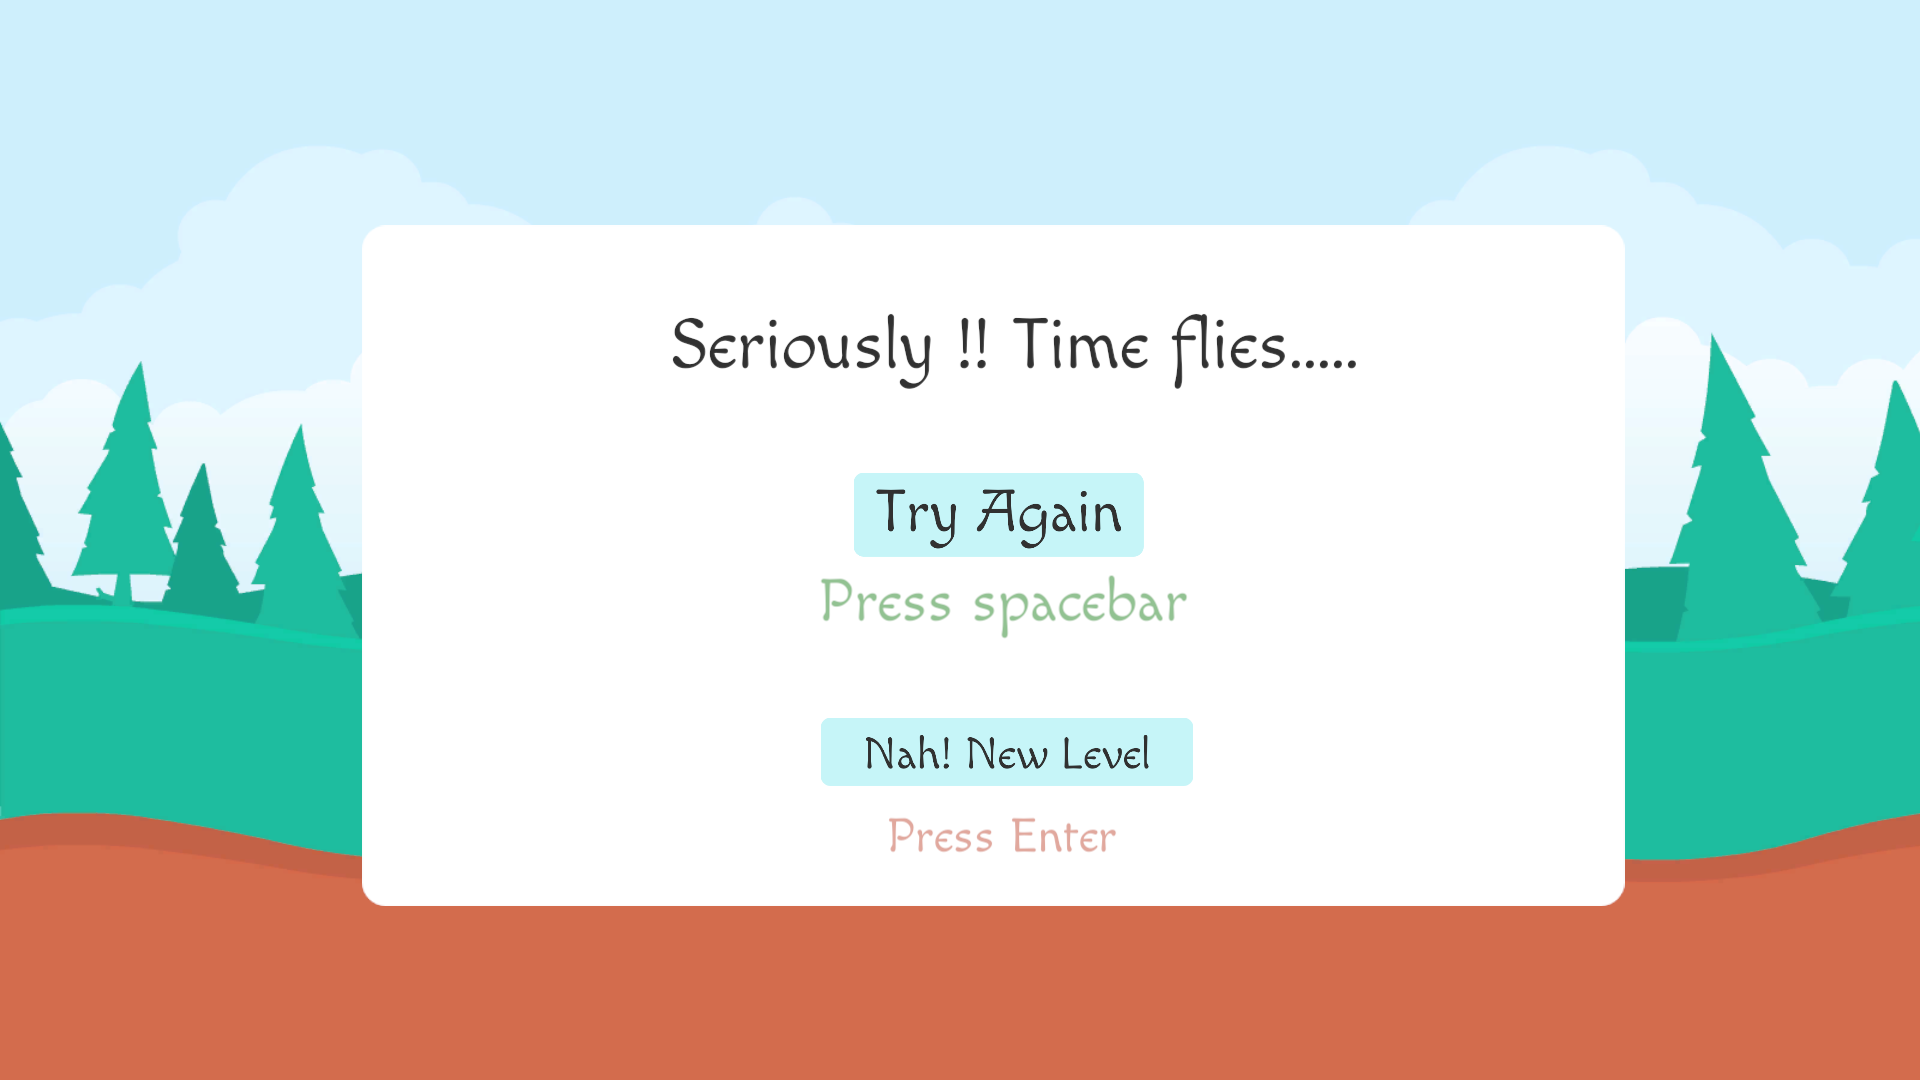 Seriously !! Time flies.....
Try Again
Press spacebar
Nah! New Level
Press Enter